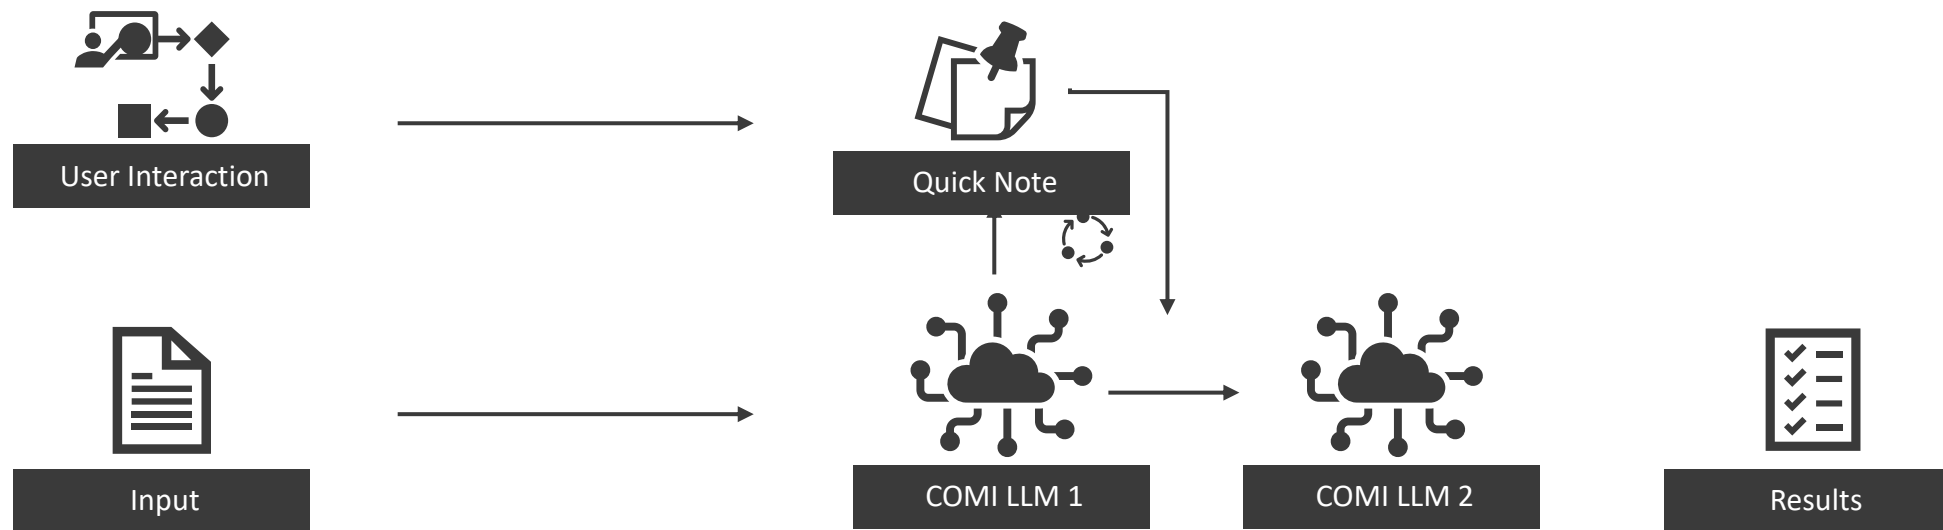 User Interaction
Quick Note
Input
COMI LLM 1
COMI LLM 2
Results